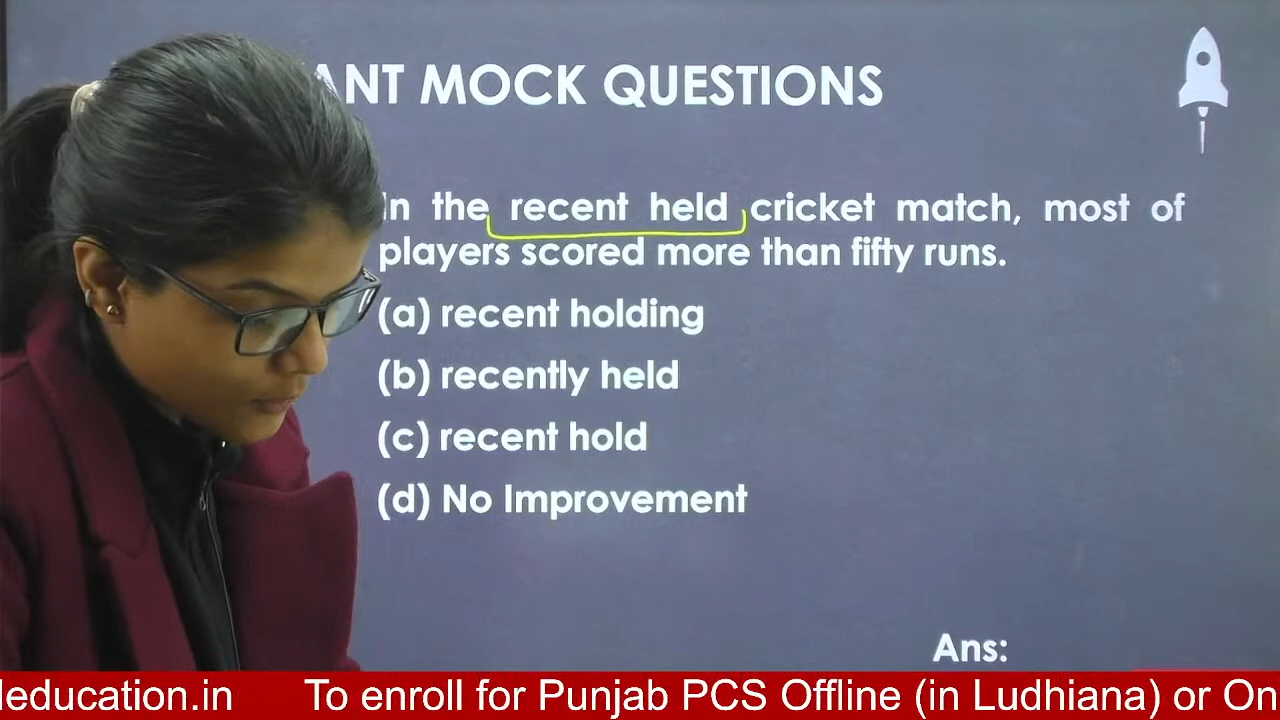 ANT MOCK QUESTIONS
In the recent held cricket match, most of
players scored more than fifty runs.
(a) recent holding
(b) recently held
(c) recent hold
(d) No Improvement
Ans:
leducation.in To enroll for Punjab PCS Offline (in Ludhiana) or On